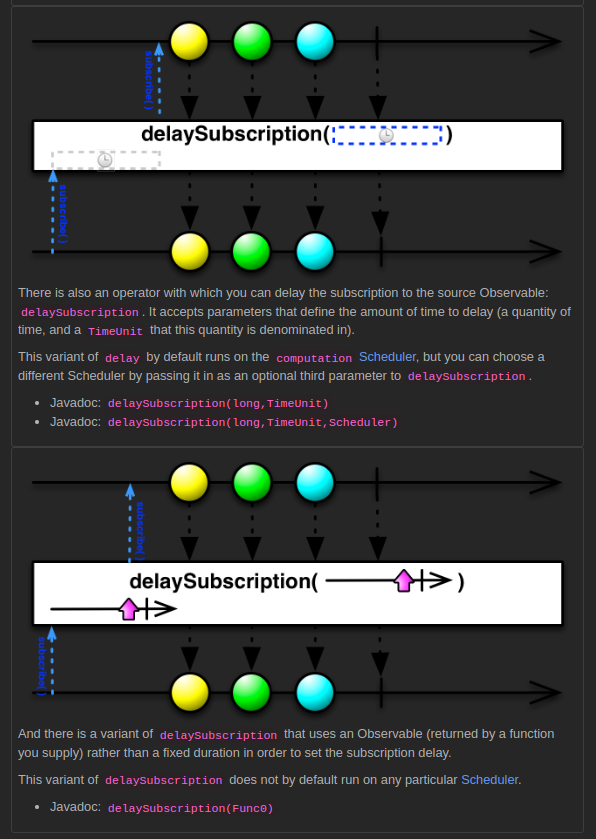 subscribe()
delaySubscription( )
subscribe()
There is also an operator with which you can delay the subscription to the source Observable:
delaySubscription. It accepts parameters that define the amount of time to delay (a quantity of
time, and a TimeUnit that this quantity is denominated in).
This variant of delay by default runs on the computation Scheduler, but you can choose a
different Scheduler by passing it in as an optional third parameter to delaySubscription.
• Javadoc: delaySubscription(long,TimeUnit)
• Javadoc: delaySubscription(long,TimeUnit,Scheduler)
subscribe()
delaySubscription( )
subscribe()
And there is a variant of delaySubscription that uses an Observable (returned by a function
you supply) rather than a fixed duration in order to set the subscription delay.
This variant of delaySubscription does not by default run on any particular Scheduler.
• Javadoc: delaySubscription(Func0)